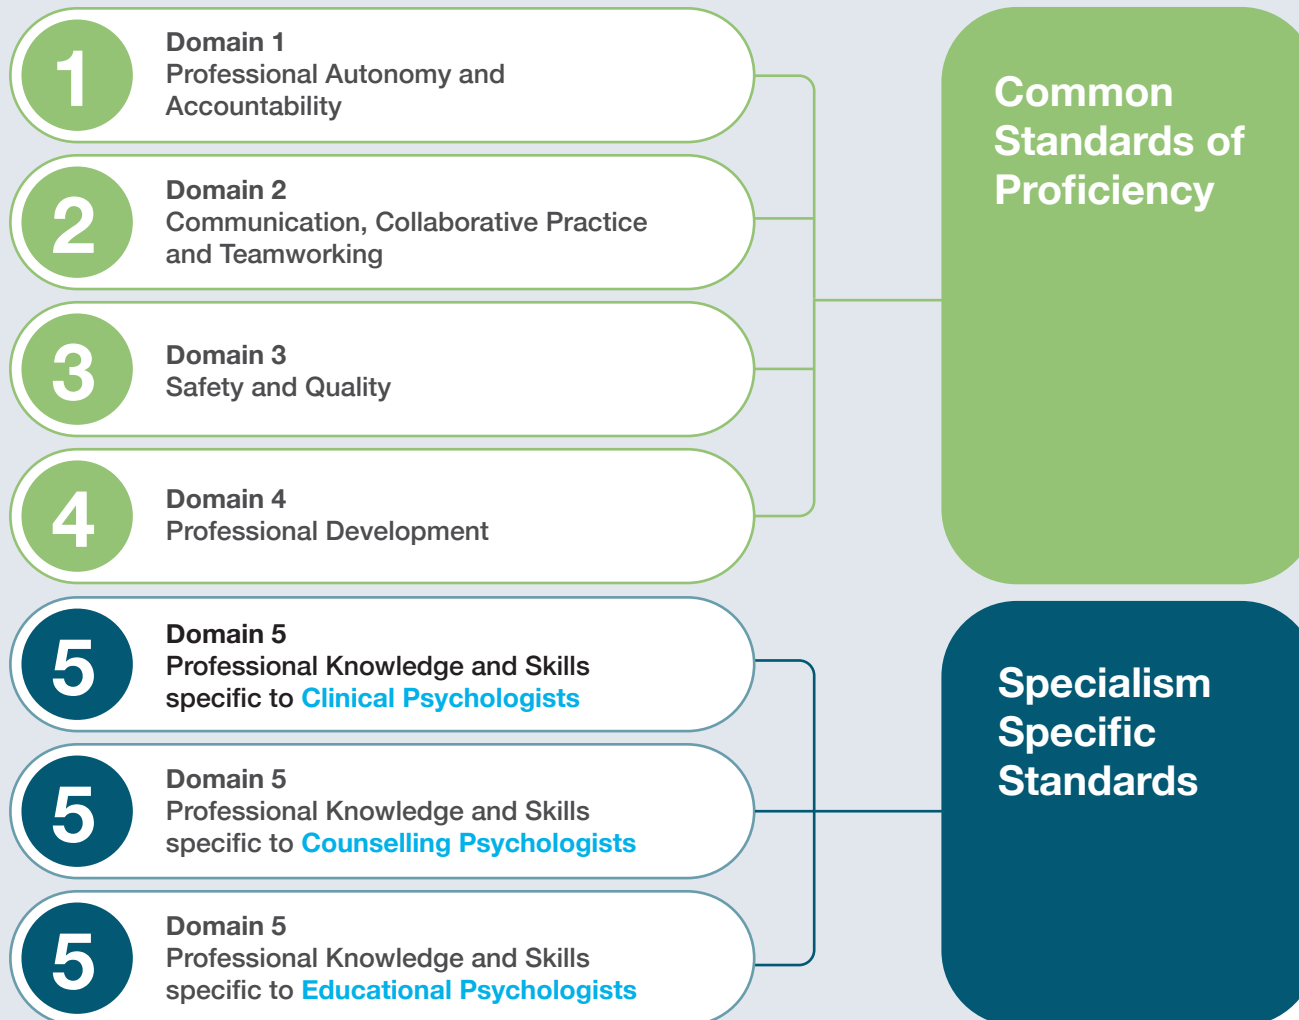 1
Domain 1
Professional Autonomy and
Accountability
2
Domain 2
Communication, Collaborative Practice
and Teamworking
3
Domain 3
Safety and Quality
4
Domain 4
Professional Development
Common
Standards of
Proficiency
5
Domain 5
Professional Knowledge and Skills
specific to Clinical Psychologists
5
Domain 5
Professional Knowledge and Skills
specific to Counselling Psychologists
5
Domain 5
Professional Knowledge and Skills
specific to Educational Psychologists
Specialism
Specific
Standards